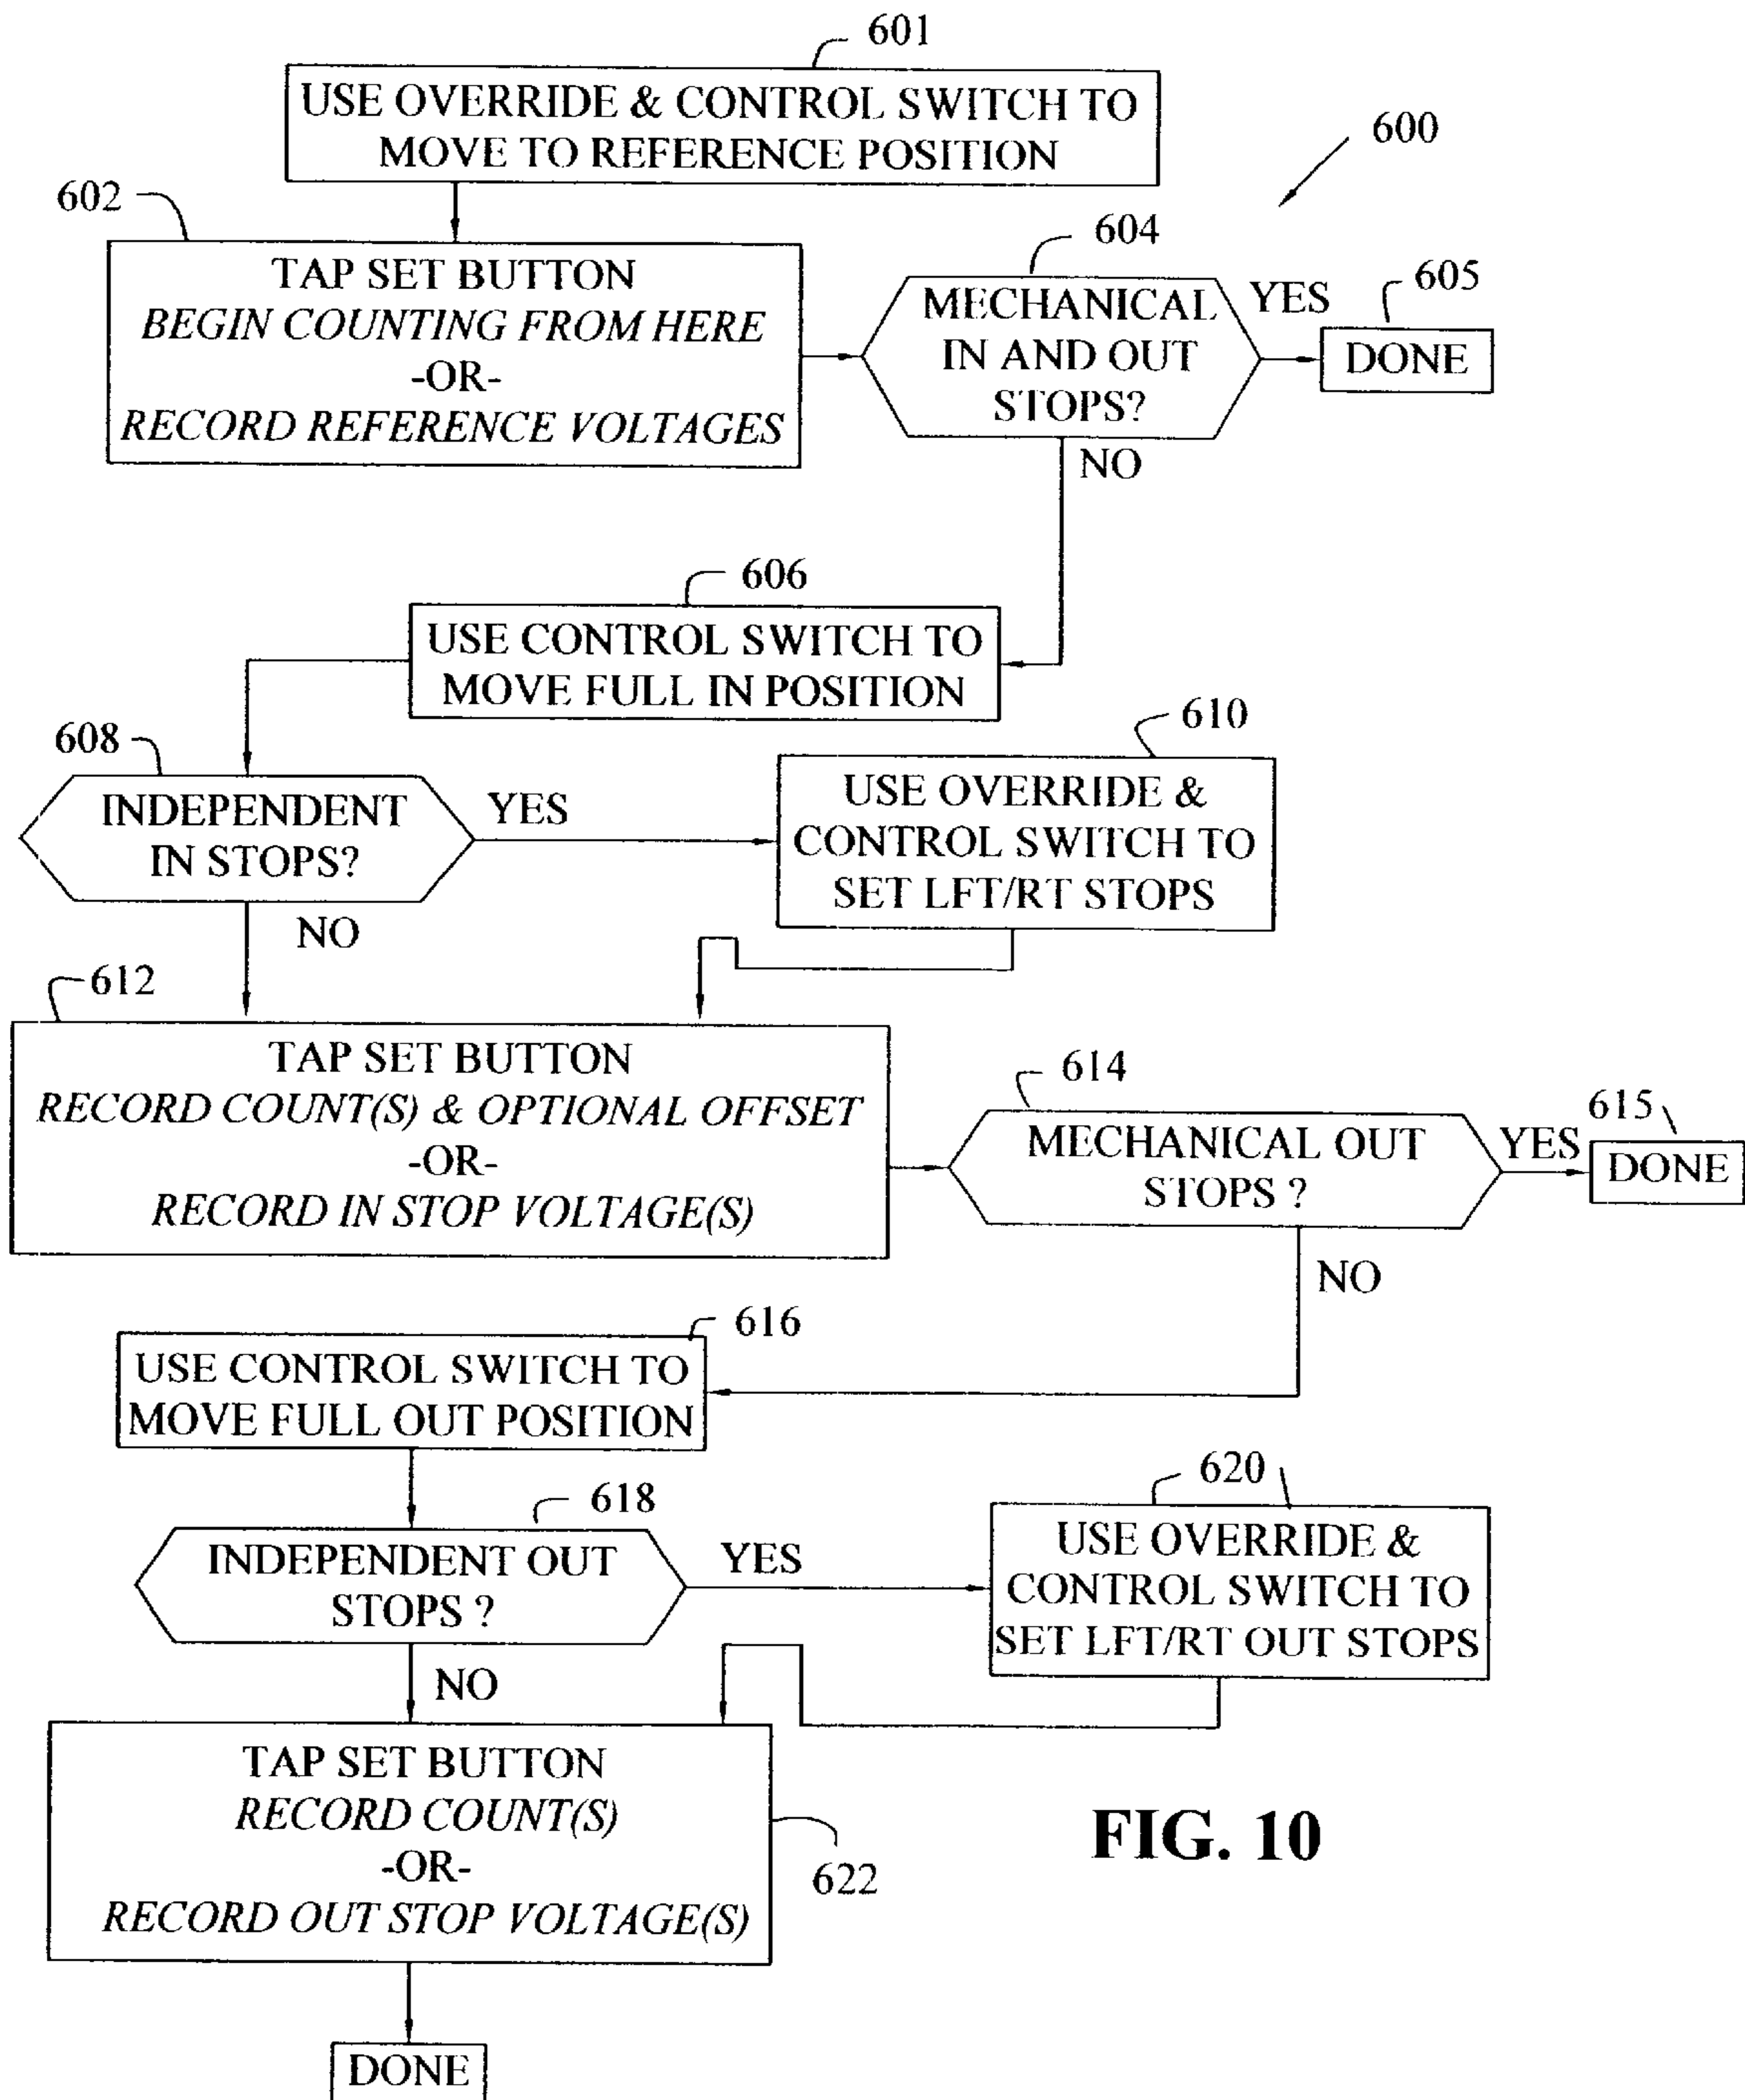 601
USE OVERRIDE & CONTROL SWITCH TO
MOVE TO REFERENCE POSITION
600
602
TAP SET BUTTON
BEGIN COUNTING FROM HERE
-OR-
RECORD REFERENCE VOLTAGES
604
MECHANICAL
IN AND OUT
STOPS?
YES
605
DONE
NO
606
USE CONTROL SWITCH TO
MOVE FULL IN POSITION
608
INDEPENDENT
IN STOPS?
YES
610
USE OVERRIDE &
CONTROL SWITCH TO
SET LFT/RT STOPS
NO
612
TAP SET BUTTON
RECORD COUNT(S) & OPTIONAL OFFSET
-OR-
RECORD IN STOP VOLTAGE(S)
614
MECHANICAL OUT
STOPS ?
YES
615
DONE
NO
616
USE CONTROL SWITCH TO
MOVE FULL OUT POSITION
618
INDEPENDENT OUT
STOPS ?
YES
620
USE OVERRIDE &
CONTROL SWITCH TO
SET LFT/RT OUT STOPS
NO
TAP SET BUTTON
RECORD COUNT(S)
-OR-
RECORD OUT STOP VOLTAGE(S)
622
DONE
FIG. 10